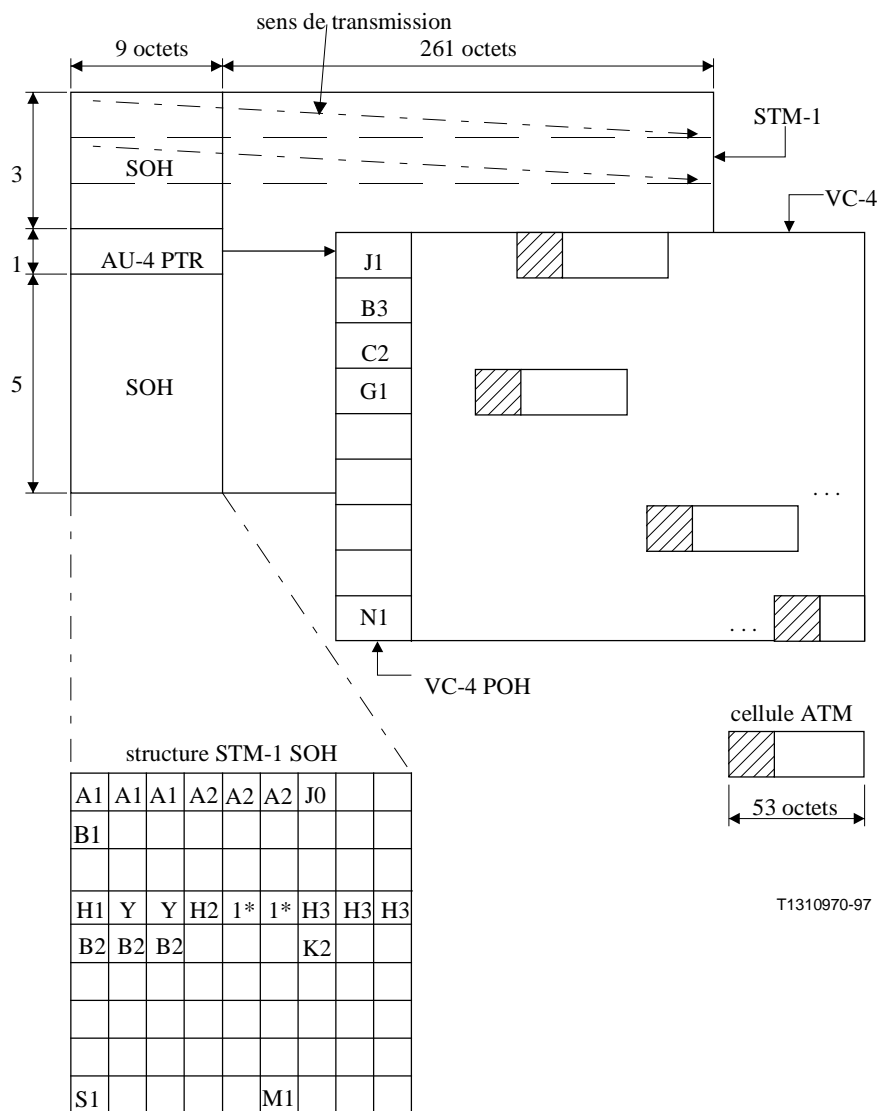 sens de transmission
9 octets
261 octets
STM-1
3
SOH
VC-4
1
AU-4 PTR
J1
B3
C2
5
SOH
G1
. . .
N1
. . .
VC-4 POH
cellule ATM
structure STM-1 SOH
A1 A1 A1 A2 A2 A2 J0
53 octets
B1
H1 Y Y H2 1* 1* H3 H3 H3
T1310970-97
B2 B2 B2 K2
S1 M1